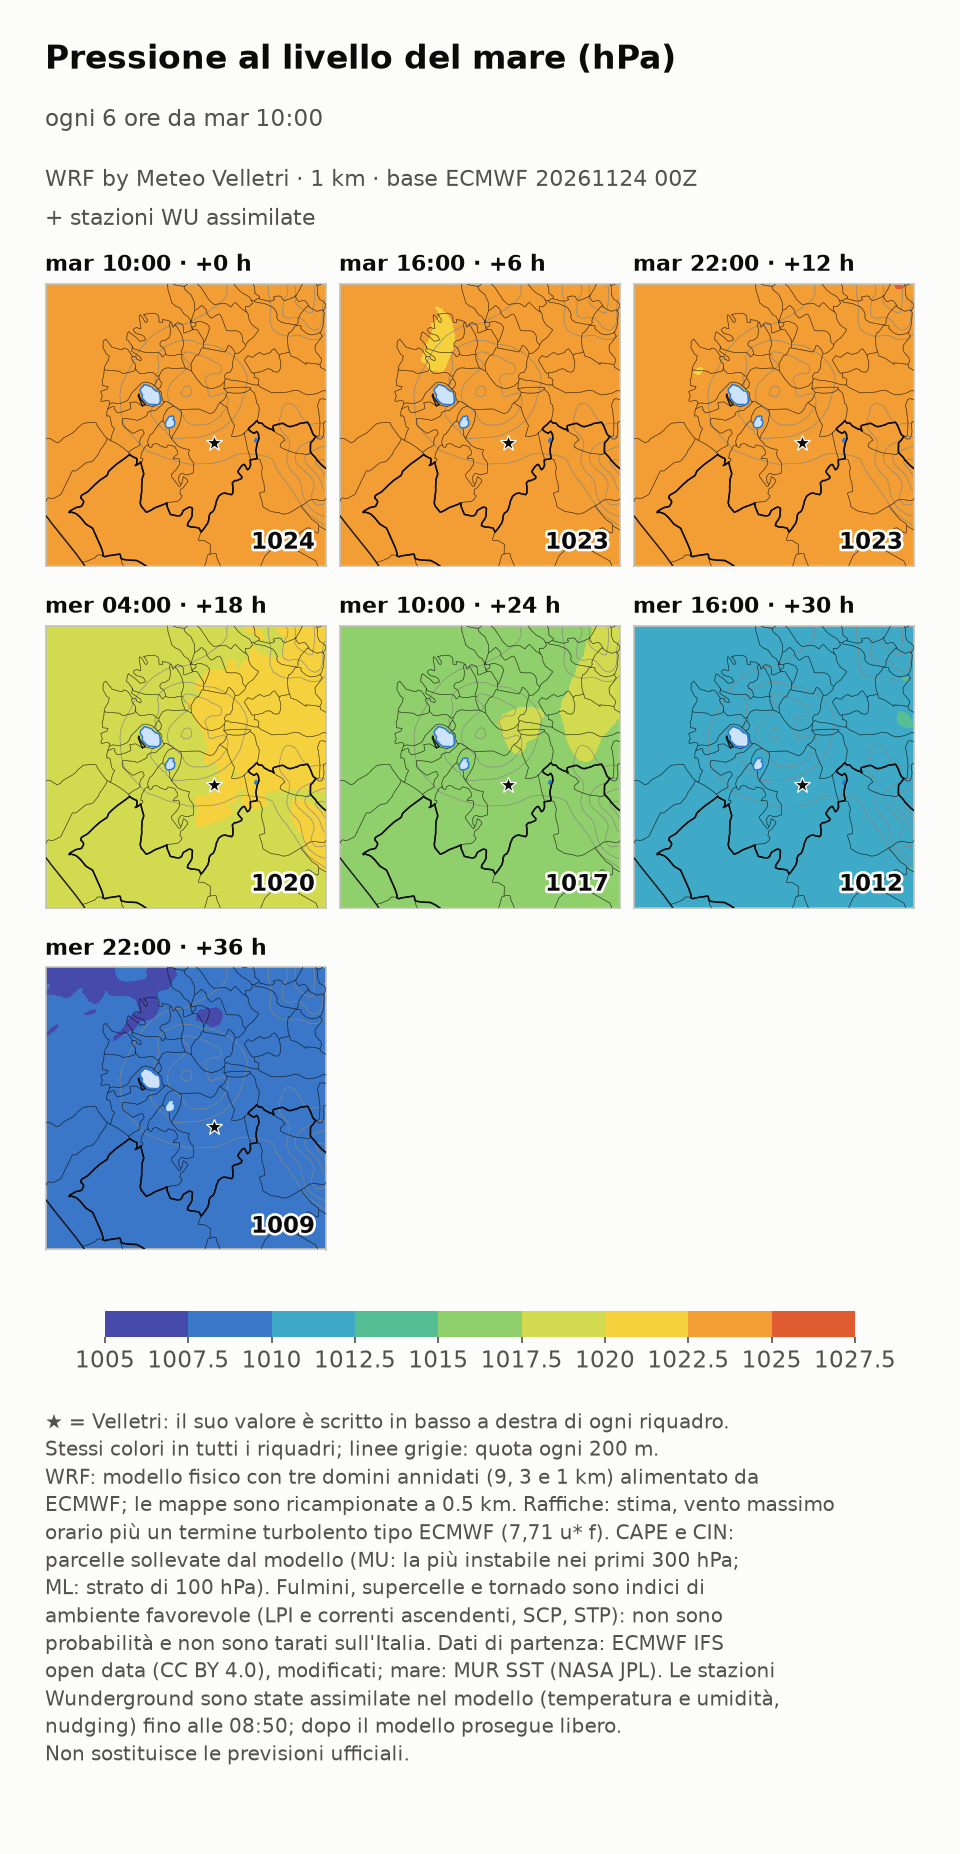 Pressione al livello del mare (hPa)
ogni 6 ore da mar 10:00
WRF by Meteo Velletri · 1 km · base ECMWF 20261124 00Z
+ stazioni WU assimilate
mar 10:00 · +0 h
mar 16:00 · +6 h
mar 22:00 · +12 h
1024
1023
1023
mer 04:00 · +18 h
mer 10:00 · +24 h
mer 16:00 · +30 h
1020
1017
1012
mer 22:00 · +36 h
1009
1005 1007.5 1010 1012.5 1015 1017.5 1020 1022.5 1025 1027.5
★ = Velletri: il suo valore è scritto in basso a destra di ogni riquadro.
Stessi colori in tutti i riquadri; linee grigie: quota ogni 200 m.
WRF: modello fisico con tre domini annidati (9, 3 e 1 km) alimentato da
ECMWF; le mappe sono ricampionate a 0.5 km. Raffiche: stima, vento massimo
orario più un termine turbolento tipo ECMWF (7,71 u* f). CAPE e CIN:
parcelle sollevate dal modello (MU: la più instabile nei primi 300 hPa;
ML: strato di 100 hPa). Fulmini, supercelle e tornado sono indici di
ambiente favorevole (LPI e correnti ascendenti, SCP, STP): non sono
probabilità e non sono tarati sull'Italia. Dati di partenza: ECMWF IFS
open data (CC BY 4.0), modificati; mare: MUR SST (NASA JPL). Le stazioni
Wunderground sono state assimilate nel modello (temperatura e umidità,
nudging) fino alle 08:50; dopo il modello prosegue libero.
Non sostituisce le previsioni ufficiali.